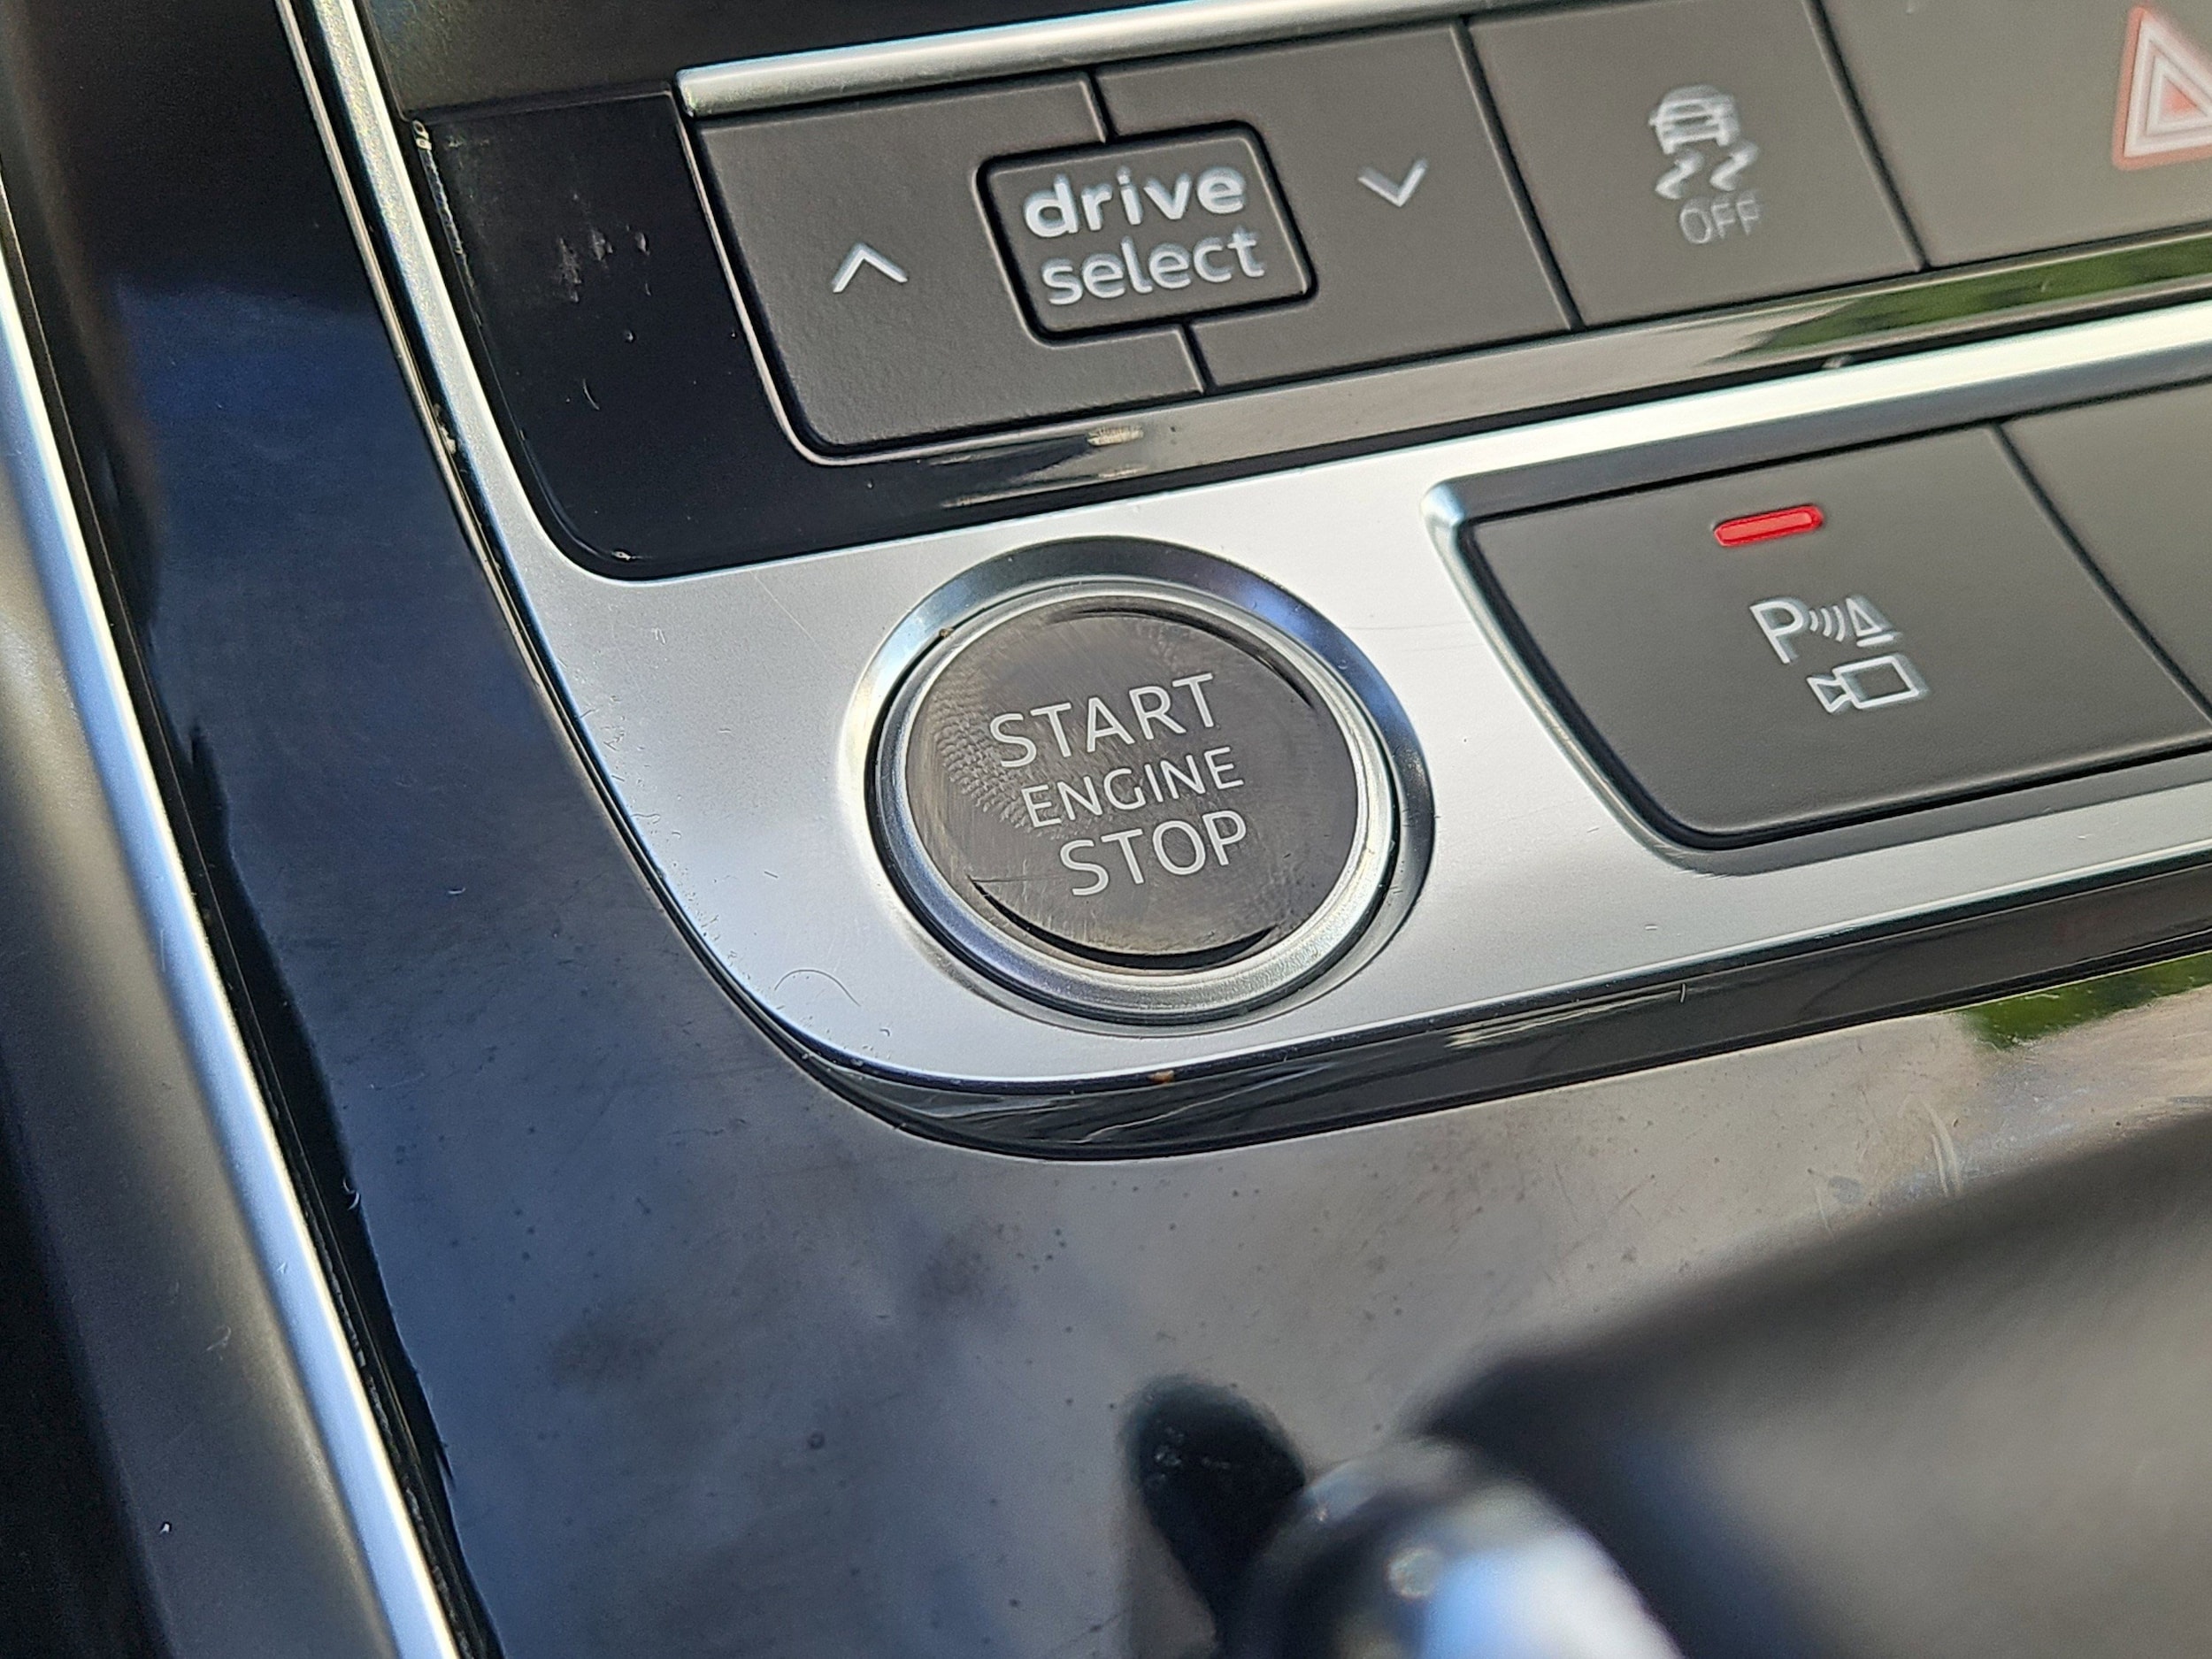 drive
select
OFF
START
ENGINE
STOP
P